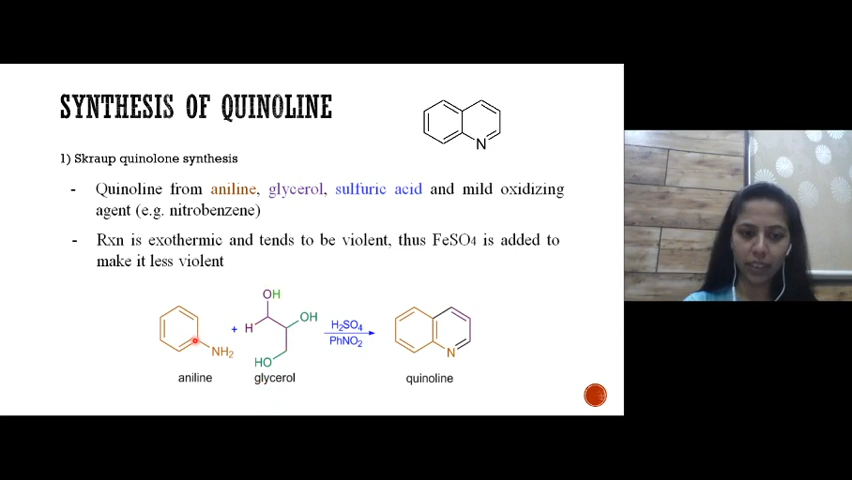 SYNTHESIS OF QUINOLINE
N
1) Skraup quinolone synthesis
- Quinoline from aniline, glycerol, sulfuric acid and mild oxidizing
agent (e.g. nitrobenzene)
- Rxn is exothermic and tends to be violent, thus FeSO4 is added to
make it less violent
OH
H
OH
HO
+
NH2
H2SO4
PhNO2
N
aniline
glycerol
quinoline